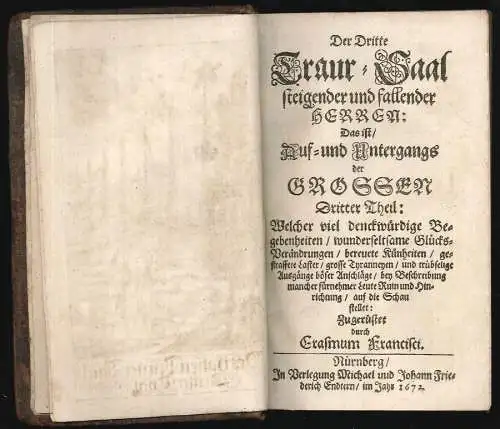 Der Dritte
Traur-Saal
steigender und fallender
HERREN:
Das ist/
Auf- und Untergangs
der
GROSSEN
Dritter Theil:
Welcher viel denckwürdige Be-
gebenheiten / wunderseltsame Glücks-
Verändrungen / bereuete Künheiten / ge-
straffete Laster / grosse Tyranneyen / und trübselige
Ausgänge böser Anschläge / bey Beschreibung
mancher fürnehmer Leute Ruin und Hin-
richtung / auf die Schau
stellet:
Zugerüstet
durch
Erasmum Francisci.
Nürnberg /
In Verlegung Michael und Johann Frie-
derich Endtern / im Jahr 1672.